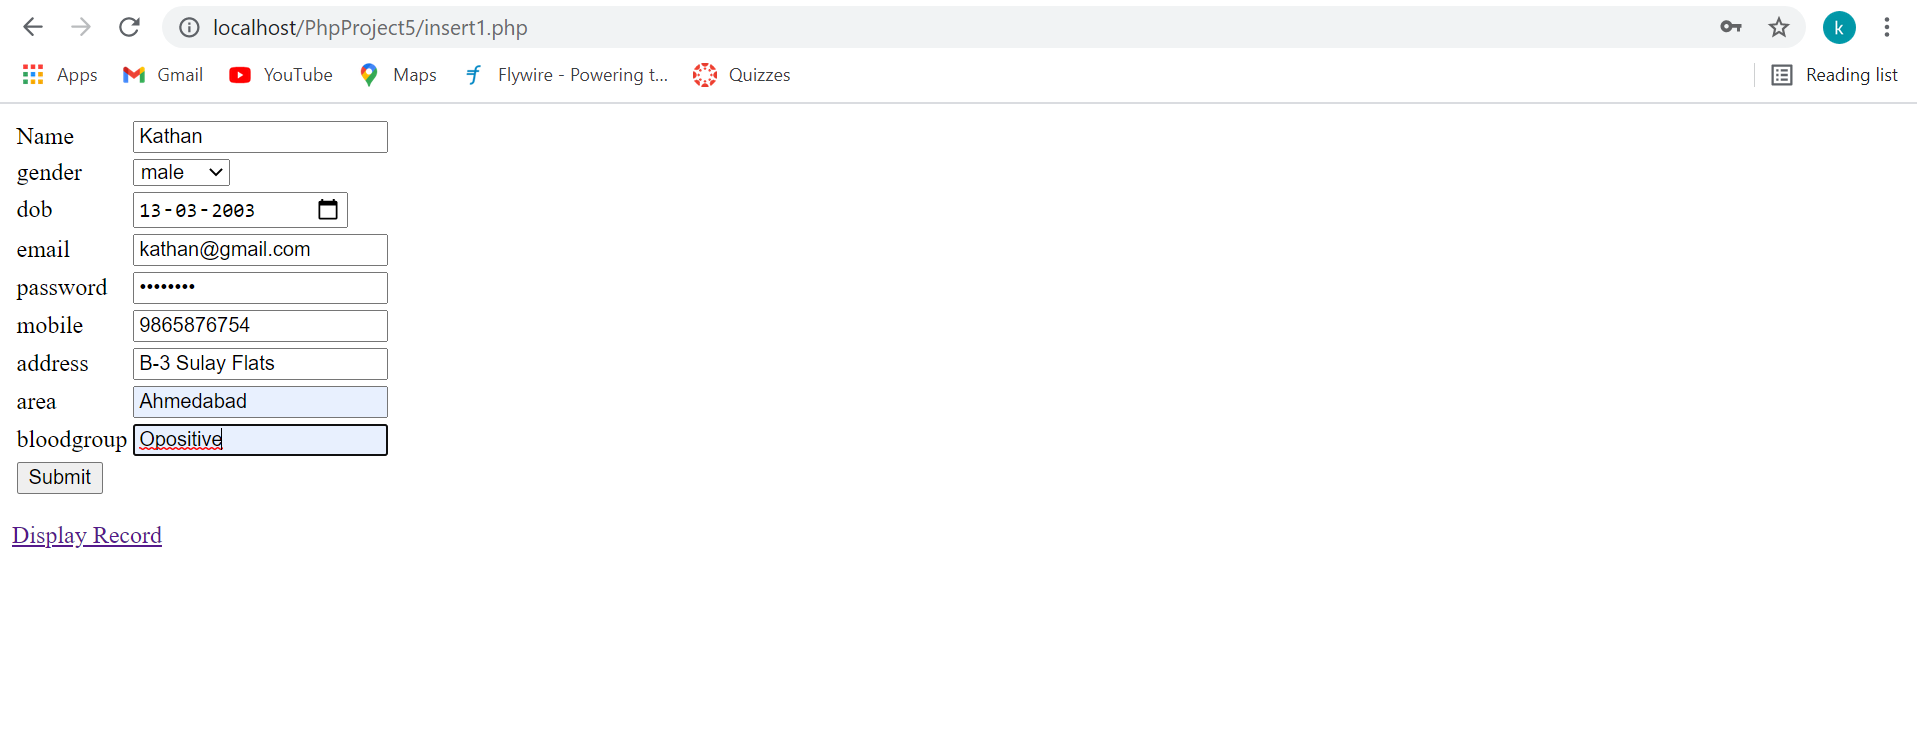 localhost/PhpProject5/insert1.php k
Apps Gmail YouTube Maps Flywire - Powering t... Quizzes Reading list
Name Kathan
gender male
dob 13-03-2003
email kathan@gmail.com
password ••••••••
mobile 9865876754
address B-3 Sulay Flats
area Ahmedabad
bloodgroup Opositive
Submit
Display Record